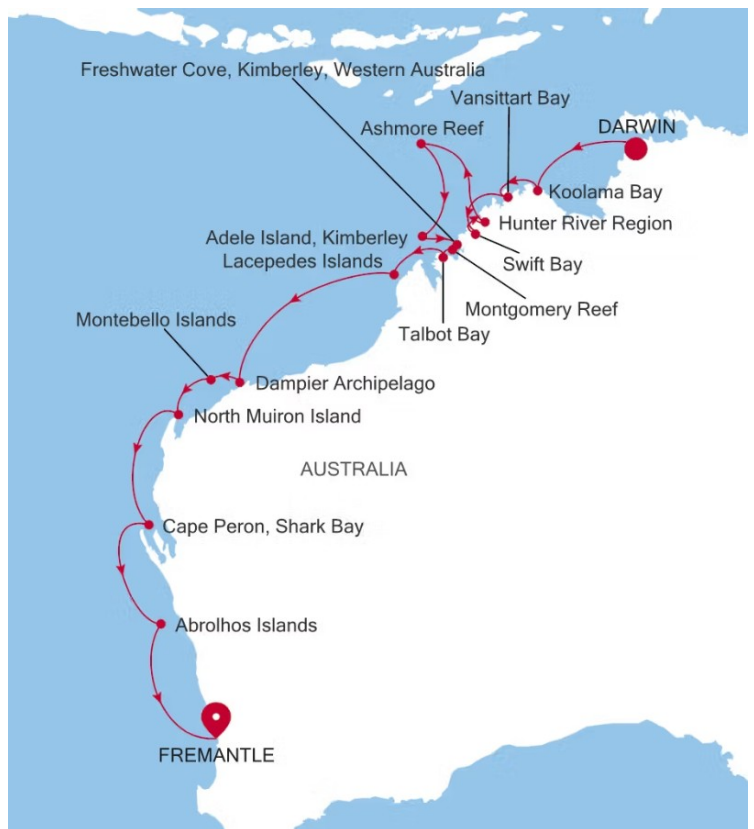 Freshwater Cove, Kimberley, Western Australia
Vansittart Bay
Ashmore Reef
DARWIN
Koolama Bay
Hunter River Region
Adele Island, Kimberley
Lacepedes Islands
Swift Bay
Montgomery Reef
Montebello Islands
Talbot Bay
Dampier Archipelago
North Muiron Island
AUSTRALIA
Cape Peron, Shark Bay
Abrolhos Islands
FREMANTLE